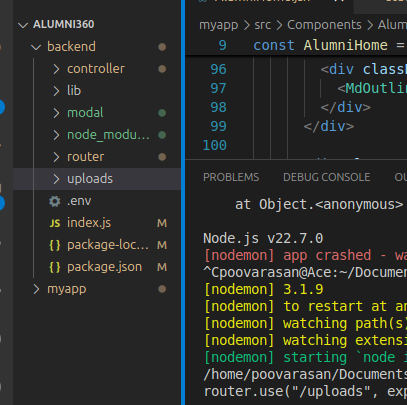 ALUMNI360
backend
controller
lib
modal
node_modu...
router
uploads
.env
index.js M
package-loc... M
package.json M
myapp
myapp > src > Components > Alumni
9 const AlumniHome =
96 <div class
97 <MdOutlin
98 </div>
99 </div>
100
PROBLEMS DEBUG CONSOLE OU
at Object.<anonymous>
Node.js v22.7.0
[nodemon] app crashed - wa
^Cpoovarasan@Ace:~/Docume
[nodemon] 3.1.9
[nodemon] to restart at an
[nodemon] watching path(s)
[nodemon] watching extensi
[nodemon] starting `node i
/home/poovarasan/Documents
router.use("/uploads", exp